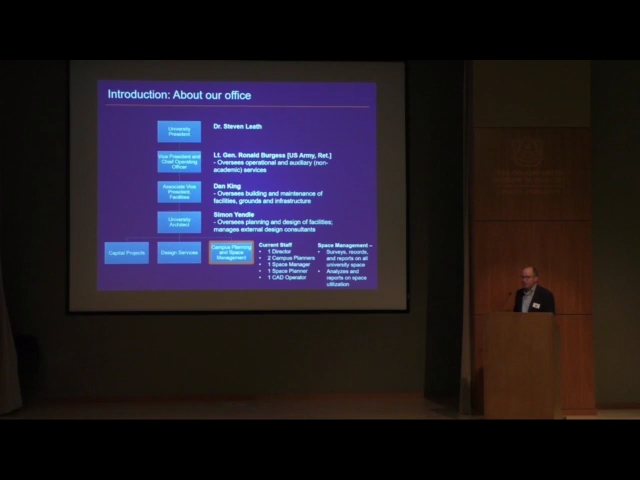 Introduction: About our office
University
President
Dr. Steven Leath
Vice President and
Chief Operating
Officer
Lt. Gen. Ronald Burgess [US Army, Ret.]
- Oversees operational and auxiliary (non-
academic) services
Associate Vice
President,
Facilities
Dan King
- Oversees building and maintenance of
facilities, grounds and infrastructure
University
Architect
Simon Yendle
- Oversees planning and design of facilities;
manages external design consultants
Capital Projects
Design Services
Campus Planning
and Space
Management
Current Staff
• 1 Director
• 2 Campus Planners
• 1 Space Manager
• 1 Space Planner
• 1 CAD Operator
Space Management –
• Surveys, records,
and reports on all
university space
• Analyzes and
reports on space
utilization